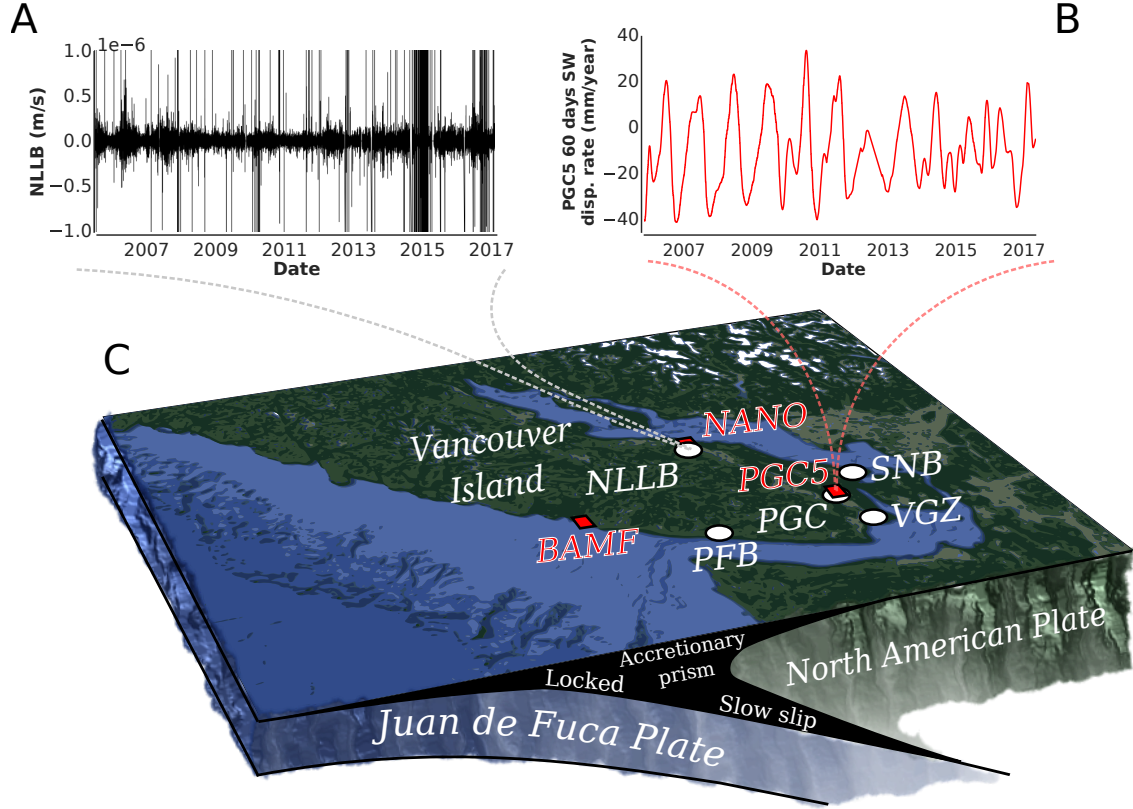 A
B
1e−6
1.0
0.5
0.0
−0.5
−1.0
NLLB (m/s)
2007 2009 2011 2013 2015 2017
Date
40
20
0
−20
−40
PGC5 60 days SW
disp. rate (mm/year)
2007 2009 2011 2013 2015 2017
Date
C
Vancouver
Island
NANO
NLLB
PGC5
SNB
PGC
VGZ
BAMF
PFB
Accretionary
prism
Locked
Slow slip
North American Plate
Juan de Fuca Plate